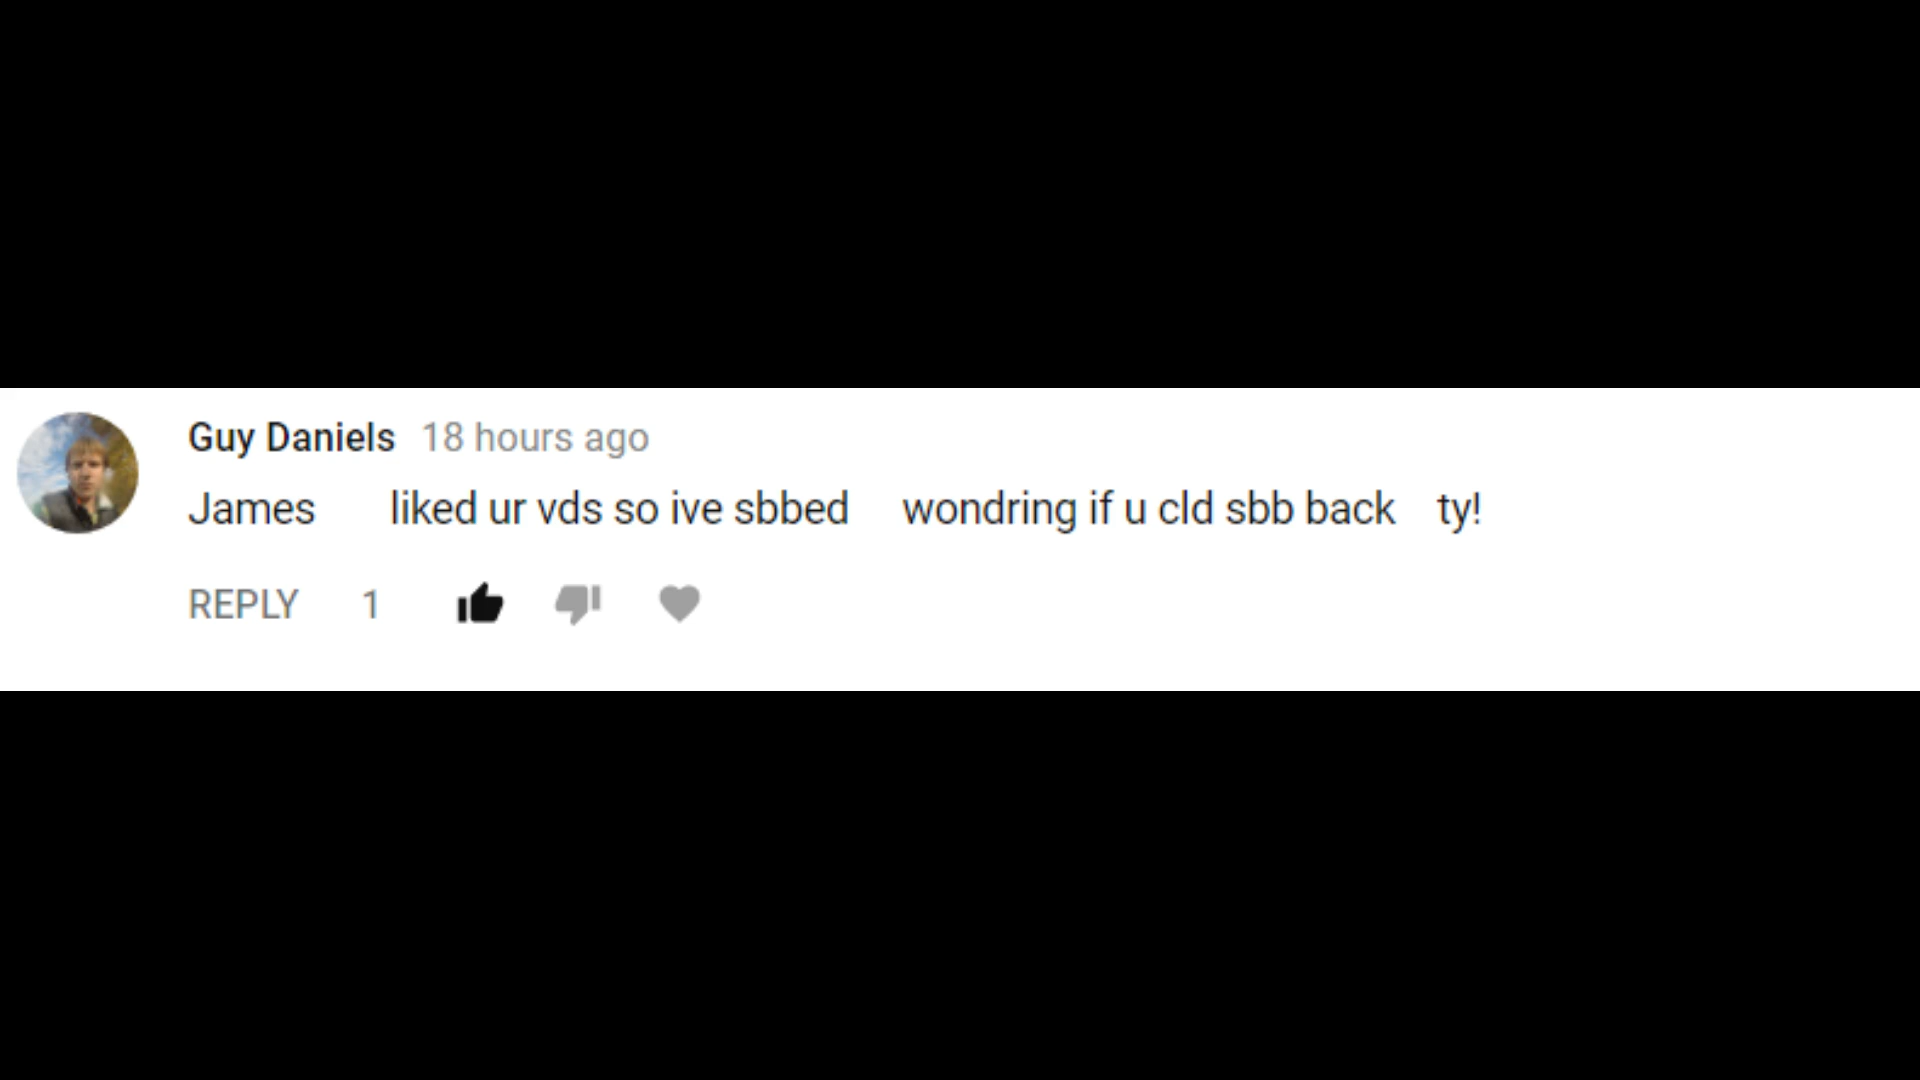 Guy Daniels 18 hours ago
James liked ur vds so ive sbbed wondring if u cld sbb back ty!
REPLY 1